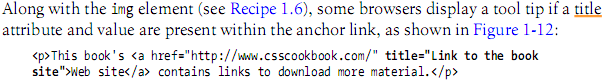 Along with the img element (see Recipe 1.6), some browsers display a tool tip if a title
attribute and value are present within the anchor link, as shown in Figure 1-12:
<p>This book's <a href="http://www.csscookbook.com/" title="Link to the book
site">Web site</a> contains links to download more material.</p>